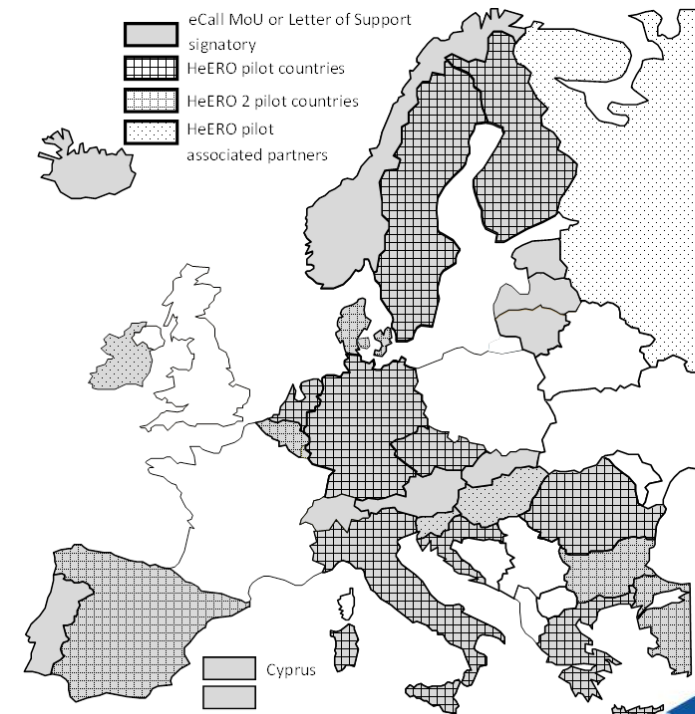 eCall MoU or Letter of Support
signatory
HeERO pilot countries
HeERO 2 pilot countries
HeERO pilot
associated partners
Cyprus